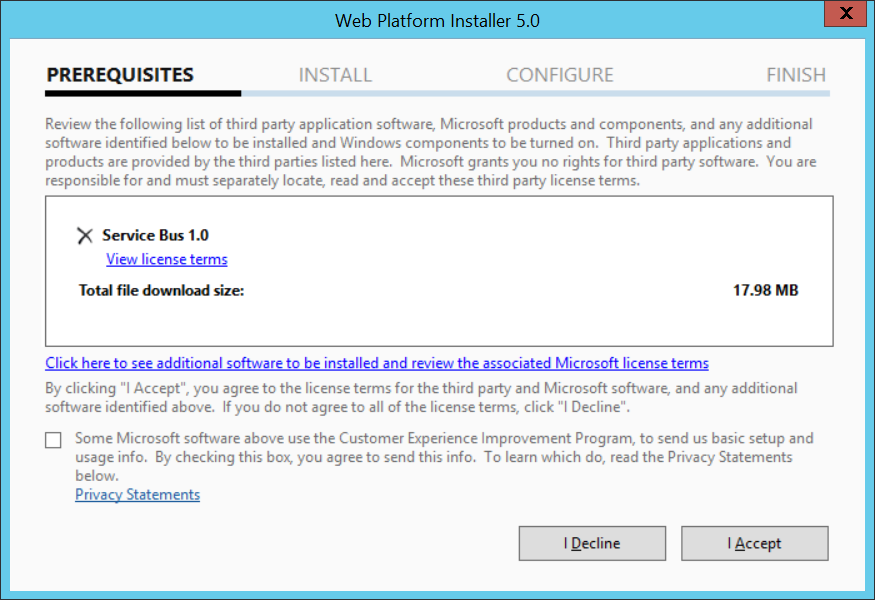 Web Platform Installer 5.0
PREREQUISITES INSTALL CONFIGURE FINISH
Review the following list of third party application software, Microsoft products and components, and any additional
software identified below to be installed and Windows components to be turned on.  Third party applications and
products are provided by the third parties listed here.  Microsoft grants you no rights for third party software.  You are
responsible for and must separately locate, read and accept these third party license terms.
Service Bus 1.0
View license terms
Total file download size: 17.98 MB
Click here to see additional software to be installed and review the associated Microsoft license terms
By clicking "I Accept", you agree to the license terms for the third party and Microsoft software, and any additional
software identified above.  If you do not agree to all of the license terms, click "I Decline".
Some Microsoft software above use the Customer Experience Improvement Program, to send us basic setup and
usage info.  By checking this box, you agree to send this info.  To learn which do, read the Privacy Statements
below.
Privacy Statements
I Decline I Accept